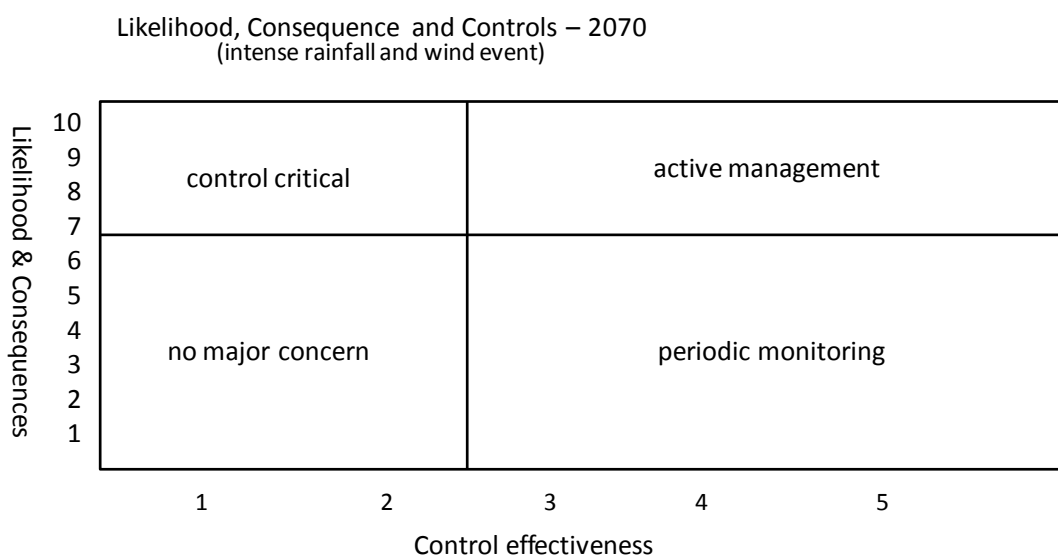 Likelihood, Consequence and Controls – 2070
(intense rainfall and wind event)
Likelihood & Consequences
10
9
8
7
6
5
4
3
2
1
control critical
active management
no major concern
periodic monitoring
1 2 3 4 5
Control effectiveness